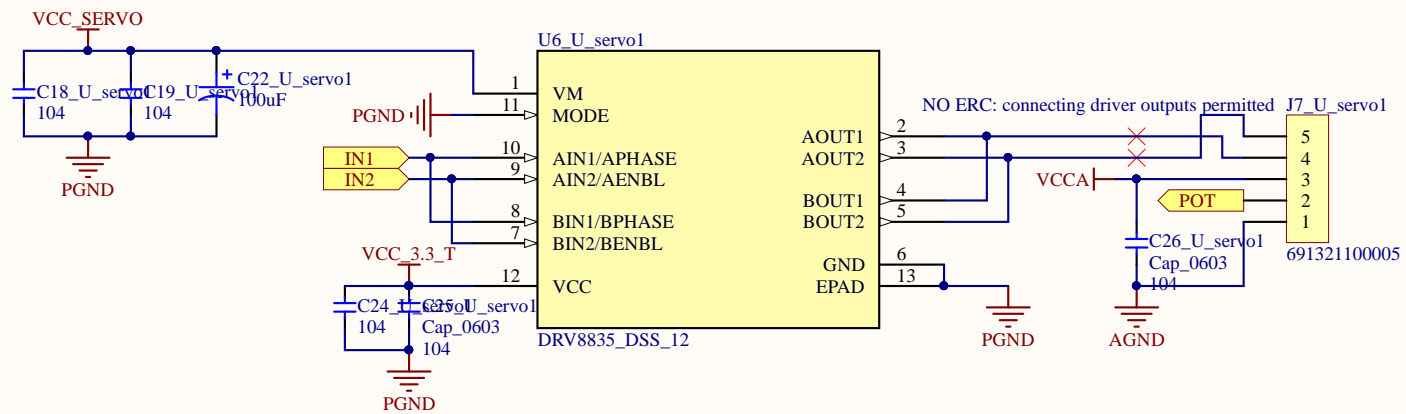 VCC_SERVO
C18_U_servo1
104
C19_U_servo1
104
C22_U_servo1
100uF
PGND
U6_U_servo1
1
VM
11
MODE
PGND
IN1
IN2
10
AIN1/APHASE
9
AIN2/AENBL
8
BIN1/BPHASE
7
BIN2/BENBL
VCC_3.3_T
12
VCC
C24_U_servo1
104
C25_U_servo1
Cap_0603
104
PGND
DRV8835_DSS_12
AOUT1
2
AOUT2
3
BOUT1
4
BOUT2
5
GND
6
EPAD
13
PGND
NO ERC: connecting driver outputs permitted
J7_U_servo1
5
4
3
2
1
691321100005
VCCA
POT
C26_U_servo1
Cap_0603
104
AGND